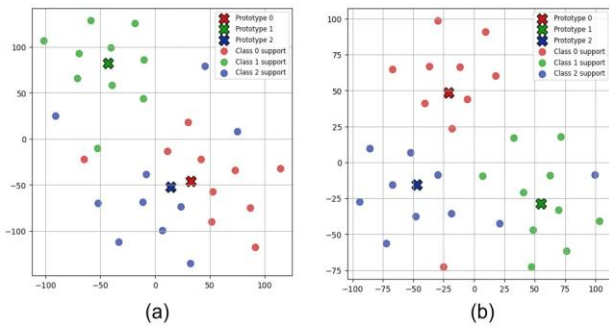 Prototype 0
Prototype 1
Prototype 2
Class 0 support
Class 1 support
Class 2 support
100
50
0
−50
−100
−100 −50 0 50 100
(a)
Prototype 0
Prototype 1
Prototype 2
Class 0 support
Class 1 support
Class 2 support
100
75
50
25
0
−25
−50
−75
−100 −75 −50 −25 0 25 50 75 100
(b)